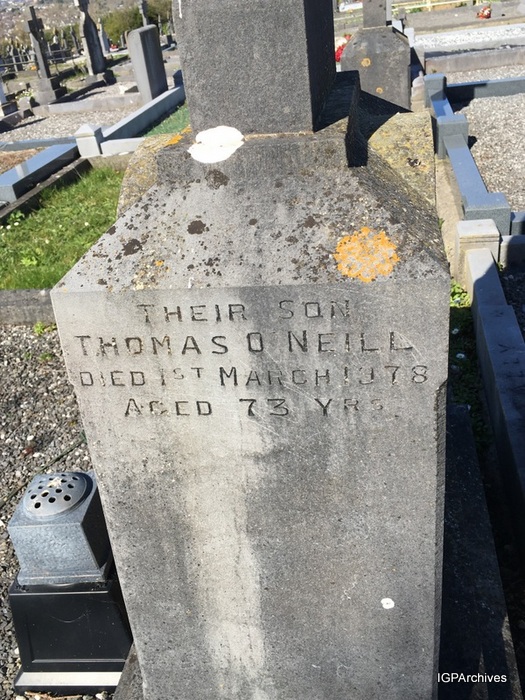 THEIR SON
THOMAS O'NEILL
DIED 1ST MARCH 1978
AGED 73 YRS.
IGPArchives